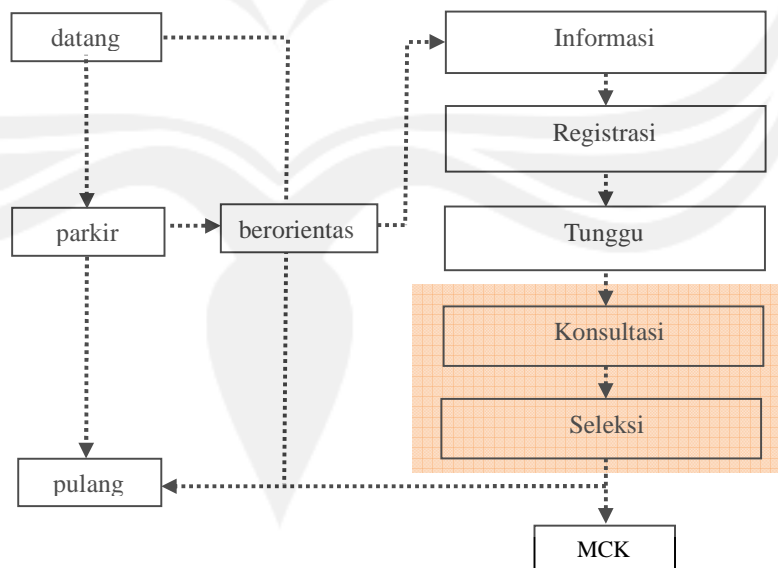 datang
Informasi
Registrasi
parkir
berorientas
Tunggu
Konsultasi
Seleksi
pulang
MCK